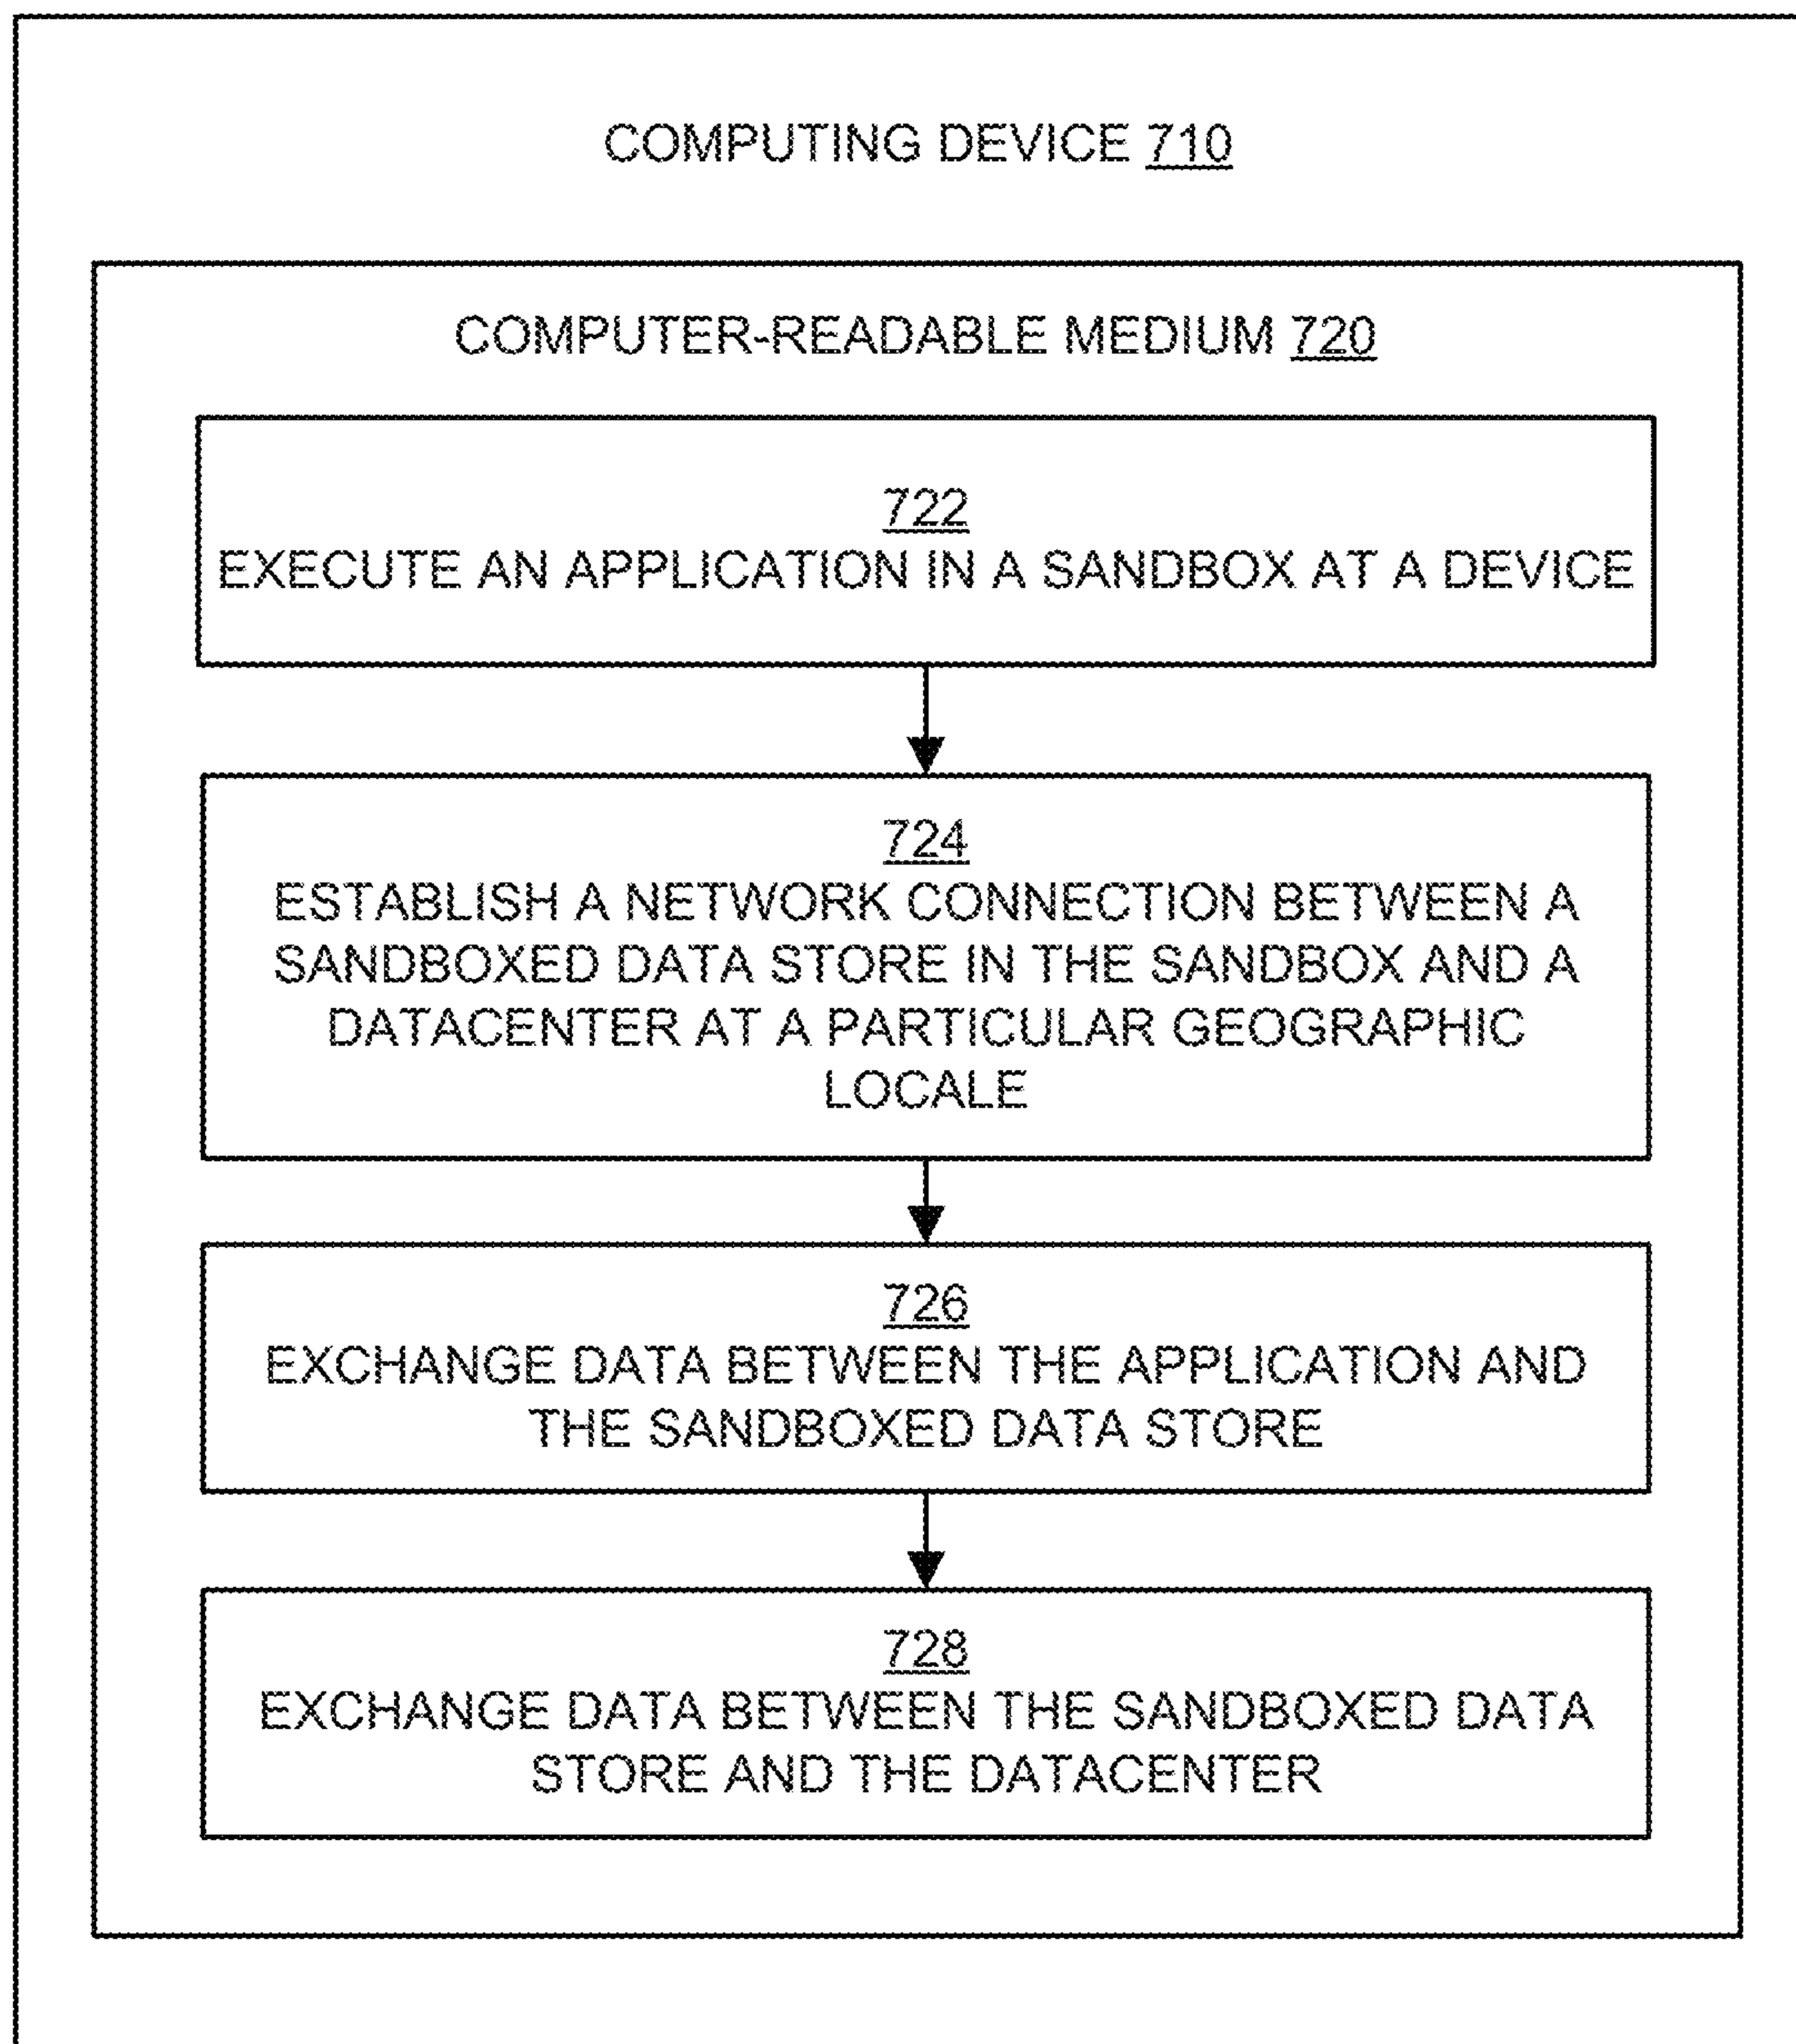 COMPUTING DEVICE 710
COMPUTER-READABLE MEDIUM 720
722
EXECUTE AN APPLICATION IN A SANDBOX AT A DEVICE
724
ESTABLISH A NETWORK CONNECTION BETWEEN A
SANDBOXED DATA STORE IN THE SANDBOX AND A
DATACENTER AT A PARTICULAR GEOGRAPHIC
LOCALE
726
EXCHANGE DATA BETWEEN THE APPLICATION AND
THE SANDBOXED DATA STORE
728
EXCHANGE DATA BETWEEN THE SANDBOXED DATA
STORE AND THE DATACENTER